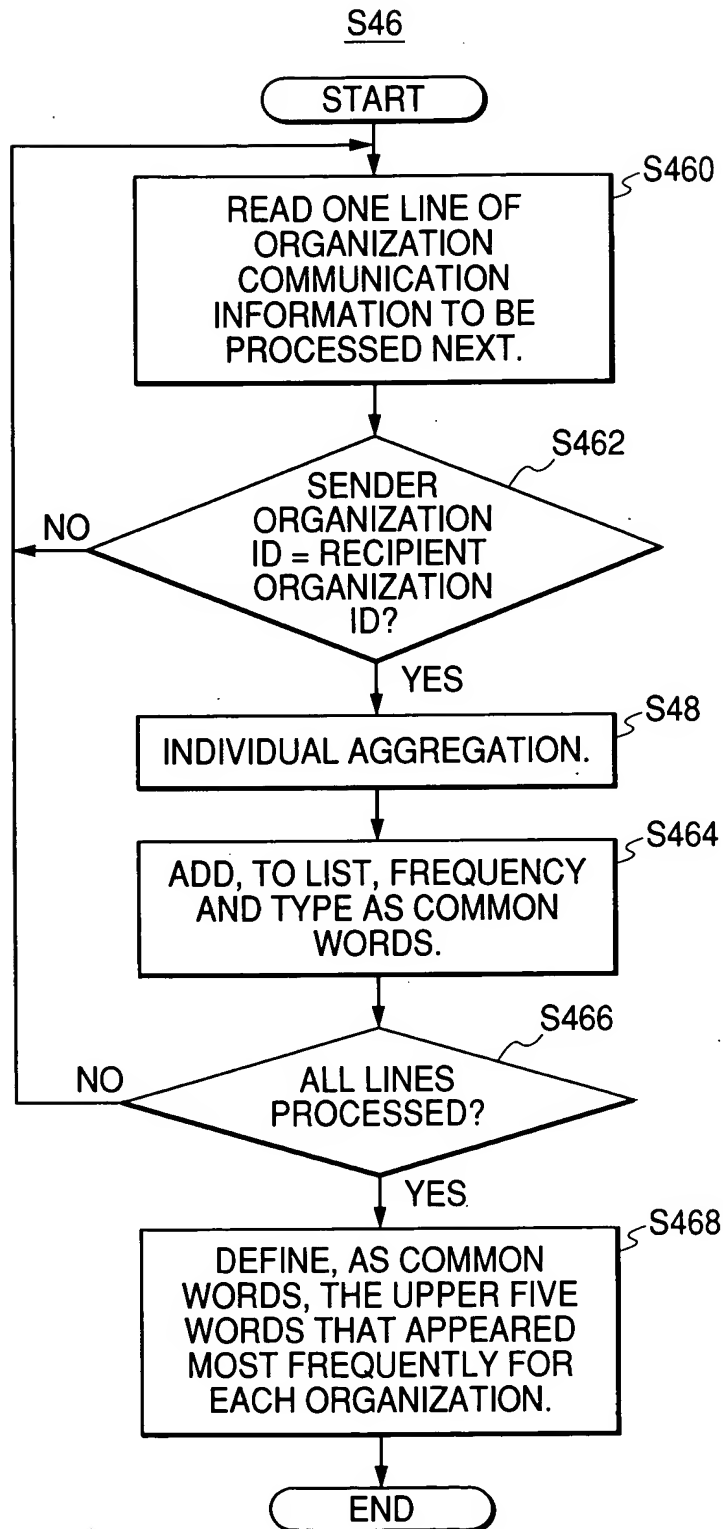 S46
START
S460
READ ONE LINE OF
ORGANIZATION
COMMUNICATION
INFORMATION TO BE
PROCESSED NEXT.
S462
SENDER
ORGANIZATION
ID = RECIPIENT
ORGANIZATION
ID?
NO
YES
S48
INDIVIDUAL AGGREGATION.
S464
ADD, TO LIST, FREQUENCY
AND TYPE AS COMMON
WORDS.
S466
ALL LINES
PROCESSED?
NO
YES
S468
DEFINE, AS COMMON
WORDS, THE UPPER FIVE
WORDS THAT APPEARED
MOST FREQUENTLY FOR
EACH ORGANIZATION.
END